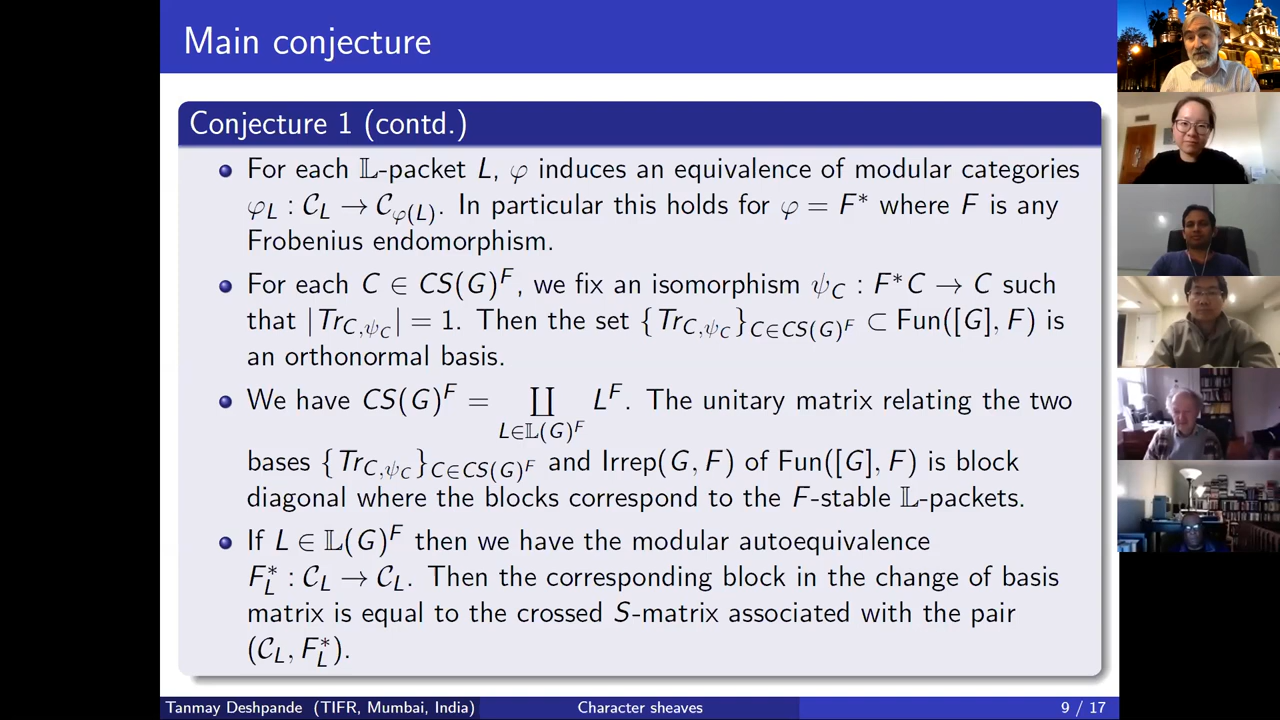 Main conjecture
Conjecture 1 (contd.)
For each 𝕃-packet L, φ induces an equivalence of modular categories
φ_L : 𝒞_L → 𝒞_{φ(L)}. In particular this holds for φ = F* where F is any
Frobenius endomorphism.
For each C ∈ CS(G)^F, we fix an isomorphism ψ_C : F*C → C such
that |Tr_{C,ψ_C}| = 1. Then the set {Tr_{C,ψ_C}}_{C∈CS(G)^F} ⊂ Fun([G], F) is
an orthonormal basis.
We have CS(G)^F = ∐_{L∈𝕃(G)^F} L^F. The unitary matrix relating the two
bases {Tr_{C,ψ_C}}_{C∈CS(G)^F} and Irrep(G, F) of Fun([G], F) is block
diagonal where the blocks correspond to the F-stable 𝕃-packets.
If L ∈ 𝕃(G)^F then we have the modular autoequivalence
F*_L : 𝒞_L → 𝒞_L. Then the corresponding block in the change of basis
matrix is equal to the crossed S-matrix associated with the pair
(𝒞_L, F*_L).
Tanmay Deshpande (TIFR, Mumbai, India) Character sheaves 9 / 17